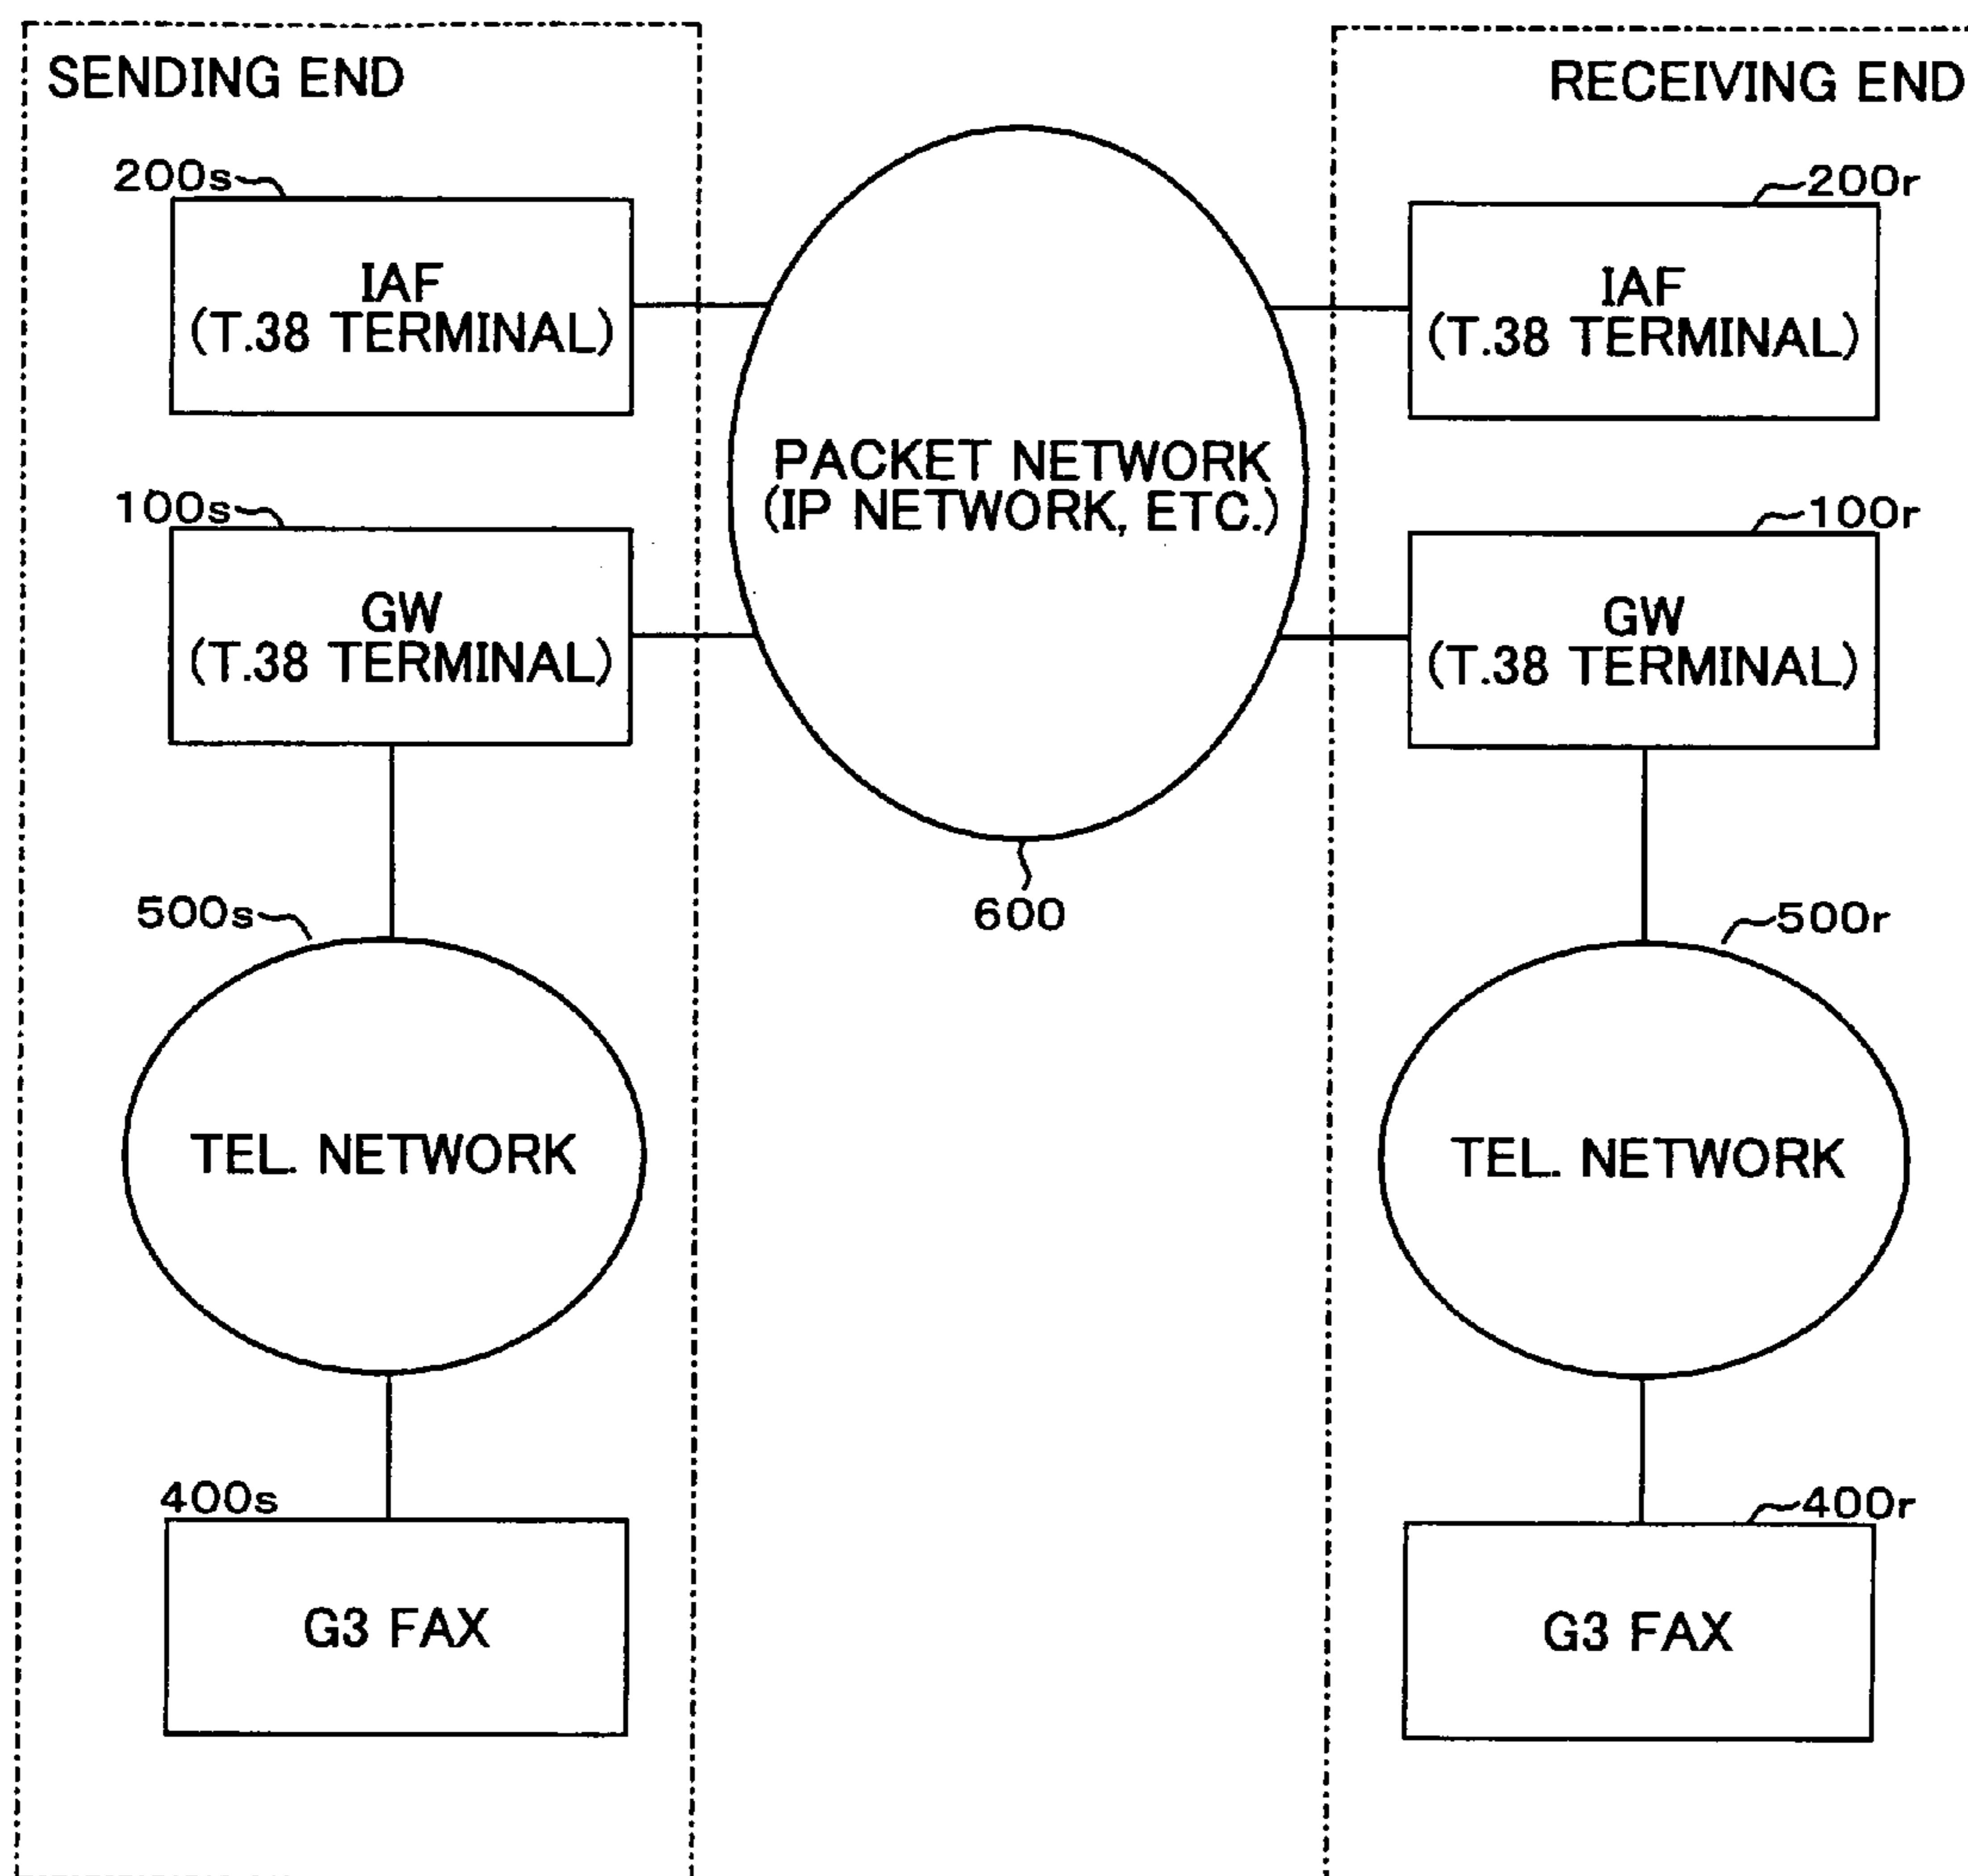 SENDING END
RECEIVING END
200s
200r
IAF
(T.38 TERMINAL)
IAF
(T.38 TERMINAL)
PACKET NETWORK
(IP NETWORK, ETC.)
100s
100r
GW
(T.38 TERMINAL)
GW
(T.38 TERMINAL)
600
500s
500r
TEL. NETWORK
TEL. NETWORK
400s
400r
G3 FAX
G3 FAX